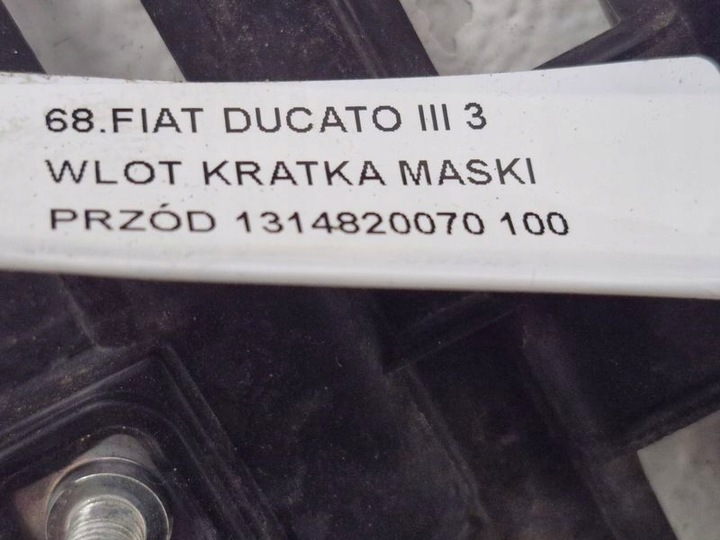 68.FIAT DUCATO III 3
WLOT KRATKA MASKI
PRZÓD 1314820070 100